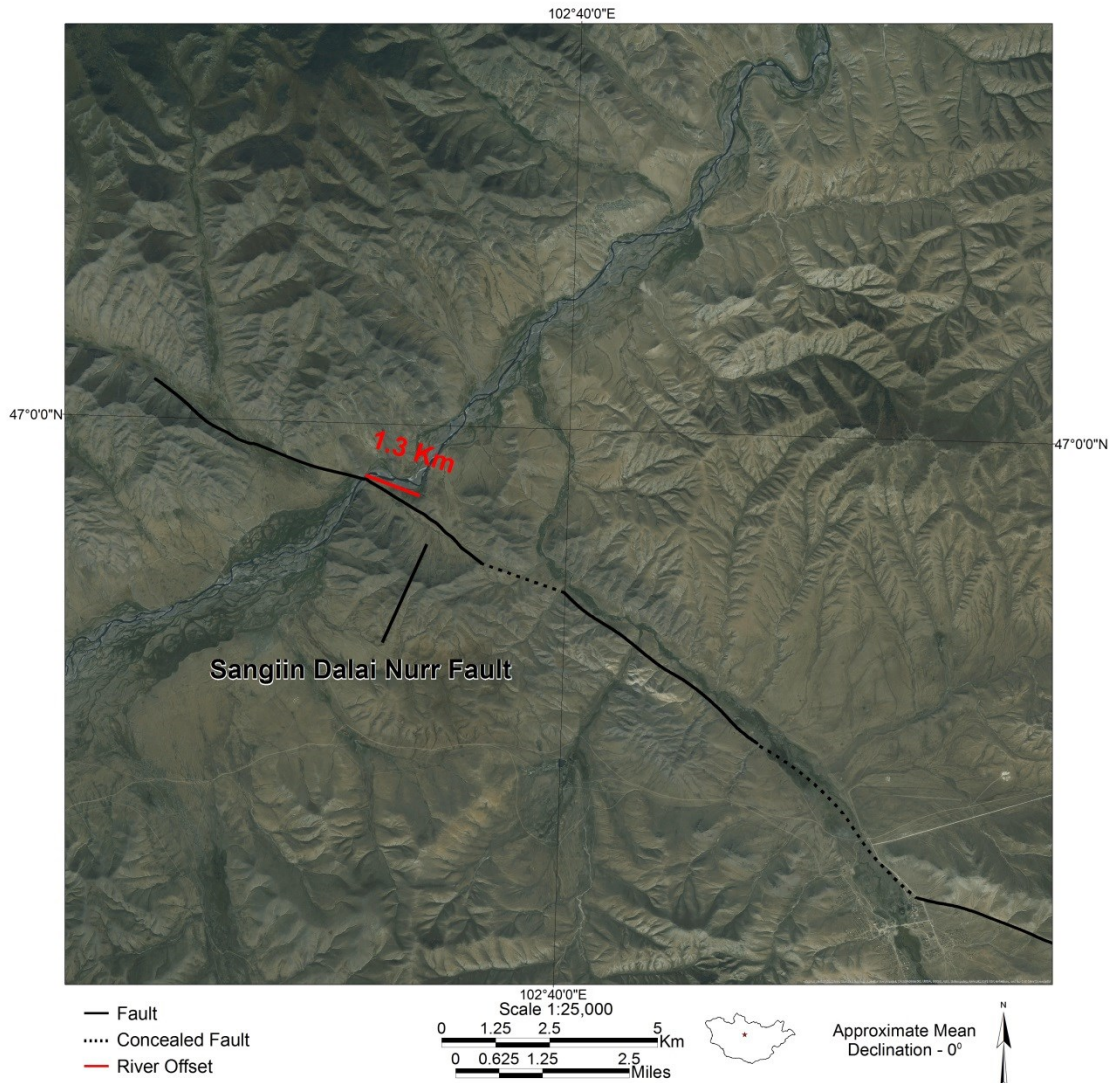 102°40'0"E
47°0'0"N
1.3 Km
47°0'0"N
Sangiin Dalai Nurr Fault
102°40'0"E
Scale 1:25,000
0 1.25 2.5 5
Km
0 0.625 1.25 2.5
Miles
Fault
Concealed Fault
River Offset
Approximate Mean
Declination - 0⁰
N